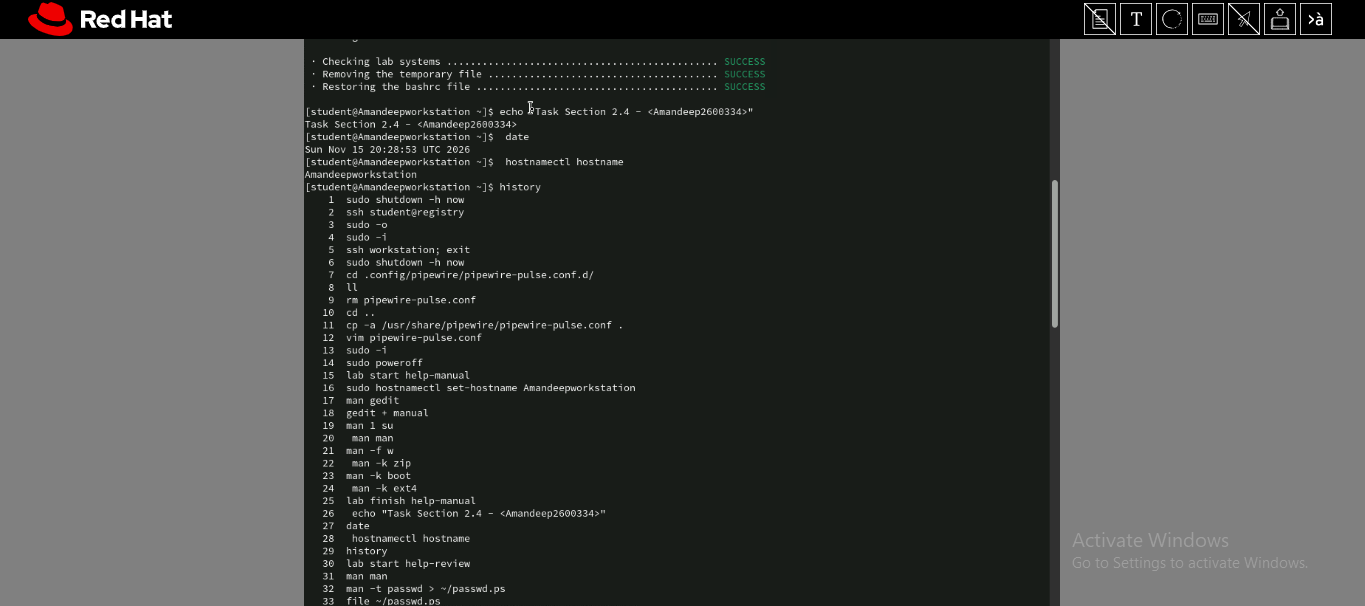 Red Hat
T
>à
· Checking lab systems .............................................. SUCCESS
· Removing the temporary file ....................................... SUCCESS
· Restoring the bashrc file ......................................... SUCCESS
[student@Amandeepworkstation ~]$ echo "Task Section 2.4 - <Amandeep2600334>"
Task Section 2.4 - <Amandeep2600334>
[student@Amandeepworkstation ~]$  date
Sun Nov 15 20:28:53 UTC 2026
[student@Amandeepworkstation ~]$  hostnamectl hostname
Amandeepworkstation
[student@Amandeepworkstation ~]$ history
1  sudo shutdown -h now
2  ssh student@registry
3  sudo -o
4  sudo -i
5  ssh workstation; exit
6  sudo shutdown -h now
7  cd .config/pipewire/pipewire-pulse.conf.d/
8  ll
9  rm pipewire-pulse.conf
10  cd ..
11  cp -a /usr/share/pipewire/pipewire-pulse.conf .
12  vim pipewire-pulse.conf
13  sudo -i
14  sudo poweroff
15  lab start help-manual
16  sudo hostnamectl set-hostname Amandeepworkstation
17  man gedit
18  gedit + manual
19  man 1 su
20   man man
21  man -f w
22   man -k zip
23  man -k boot
24   man -k ext4
25  lab finish help-manual
26   echo "Task Section 2.4 - <Amandeep2600334>"
27  date
28   hostnamectl hostname
29  history
30  lab start help-review
31  man man
32  man -t passwd > ~/passwd.ps
33  file ~/passwd.ps
Activate Windows
Go to Settings to activate Windows.